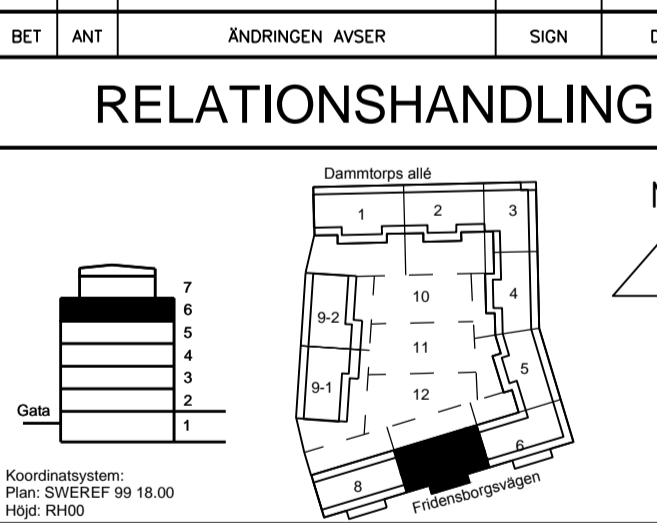 BET ANT ÄNDRINGEN AVSER SIGN
RELATIONSHANDLING
Dammtorps allé
1 2 3
4
5
6
8
9-1
9-2
10
11
12
Fridensborgsvägen
7
6
5
4
3
2
1
Gata
Koordinatsystem:
Plan: SWEREF 99 18.00
Höjd: RH00